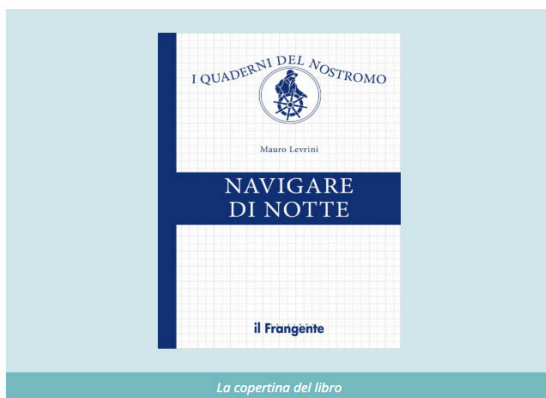 I QUADERNI DEL NOSTROMO
Mauro Levrini
NAVIGARE
DI NOTTE
il Frangente
La copertina del libro